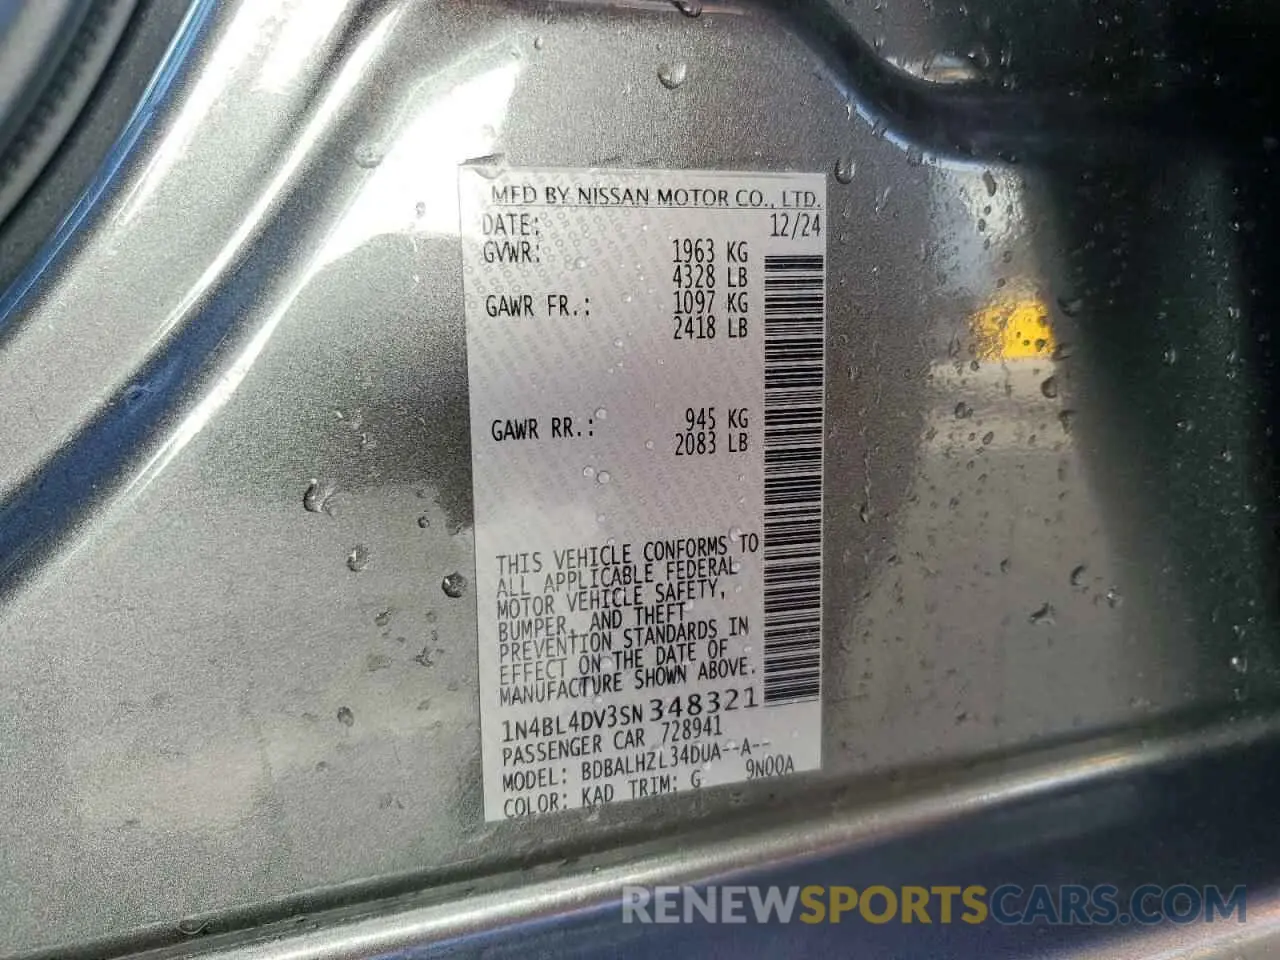 MFD BY NISSAN MOTOR CO., LTD.
DATE: 12/24
GVWR: 1963 KG
4328 LB
GAWR FR.: 1097 KG
2418 LB
GAWR RR.: 945 KG
2083 LB
THIS VEHICLE CONFORMS TO
ALL APPLICABLE FEDERAL
MOTOR VEHICLE SAFETY,
BUMPER, AND THEFT
PREVENTION STANDARDS IN
EFFECT ON THE DATE OF
MANUFACTURE SHOWN ABOVE.
1N4BL4DV3SN348321
PASSENGER CAR 728941
MODEL: BDBALHZL34DUA--A--
COLOR: KAD TRIM: G 9N00A
RENEWSPORTSCARS.COM